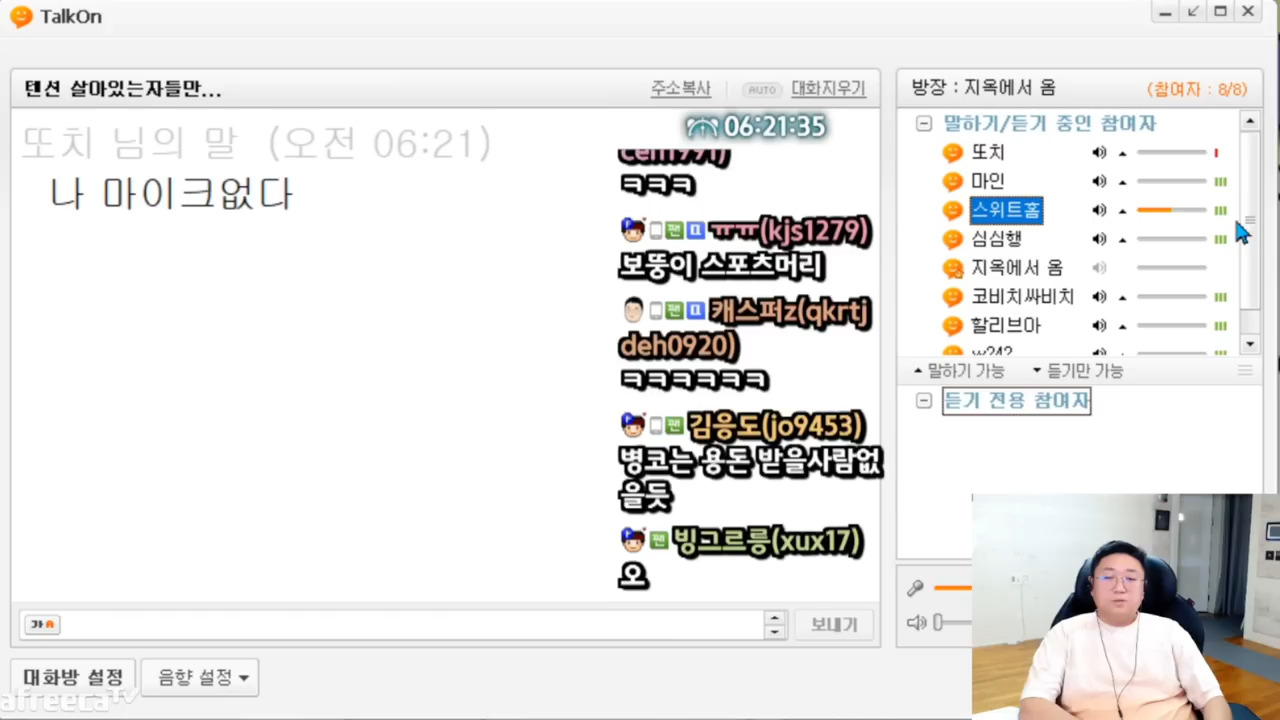 TalkOn
텐션 살아있는자들만...
주소복사
AUTO
대화지우기
또치 님의 말 (오전 06:21)
나 마이크없다
06:21:35
ㅋㅋㅋ
팬
ㅠㅠ(kjs1279)
보뚱이 스포츠머리
팬
캐스퍼z(qkrtj
deh0920)
ㅋㅋㅋㅋㅋㅋ
팬
김응도(jo9453)
병코는 용돈 받을사람없
을듯
팬
빙그르릉(xux17)
오
가
보내기
대화방 설정
음향 설정
afreecaTV
방장 : 지옥에서 옴
(참여자 : 8/8)
말하기/듣기 중인 참여자
또치
마인
스위트홈
심심행
지옥에서 옴
코비치싸비치
할리브아
w242
말하기 가능
듣기만 가능
듣기 전용 참여자